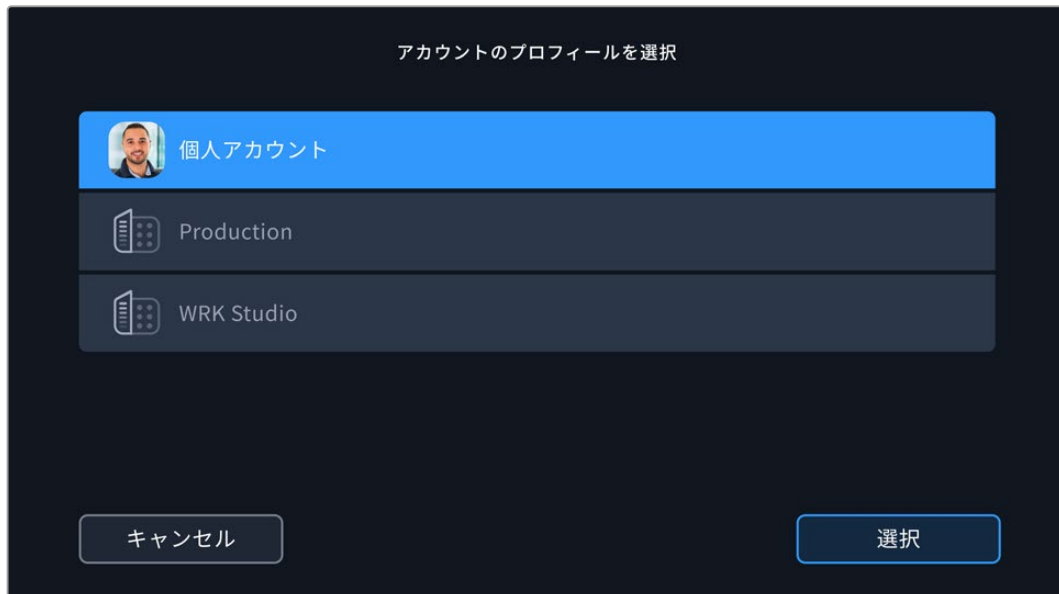 アカウントのプロフィールを選択
個人アカウント
Production
WRK Studio
キャンセル
選択